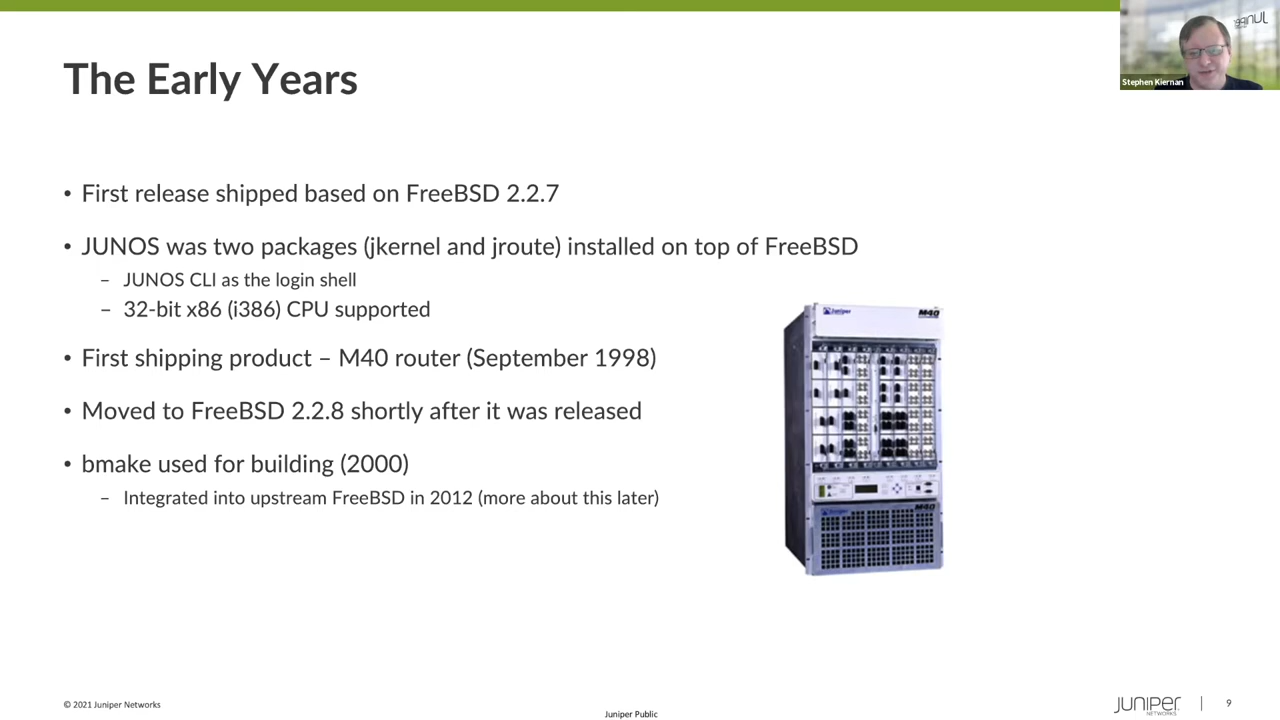 The Early Years
Stephen Kiernan
• First release shipped based on FreeBSD 2.2.7
• JUNOS was two packages (jkernel and jroute) installed on top of FreeBSD
– JUNOS CLI as the login shell
– 32-bit x86 (i386) CPU supported
• First shipping product – M40 router (September 1998)
• Moved to FreeBSD 2.2.8 shortly after it was released
• bmake used for building (2000)
– Integrated into upstream FreeBSD in 2012 (more about this later)
Juniper M40
Juniper M40
© 2021 Juniper Networks
Juniper Public
JUNIPER
NETWORKS
9